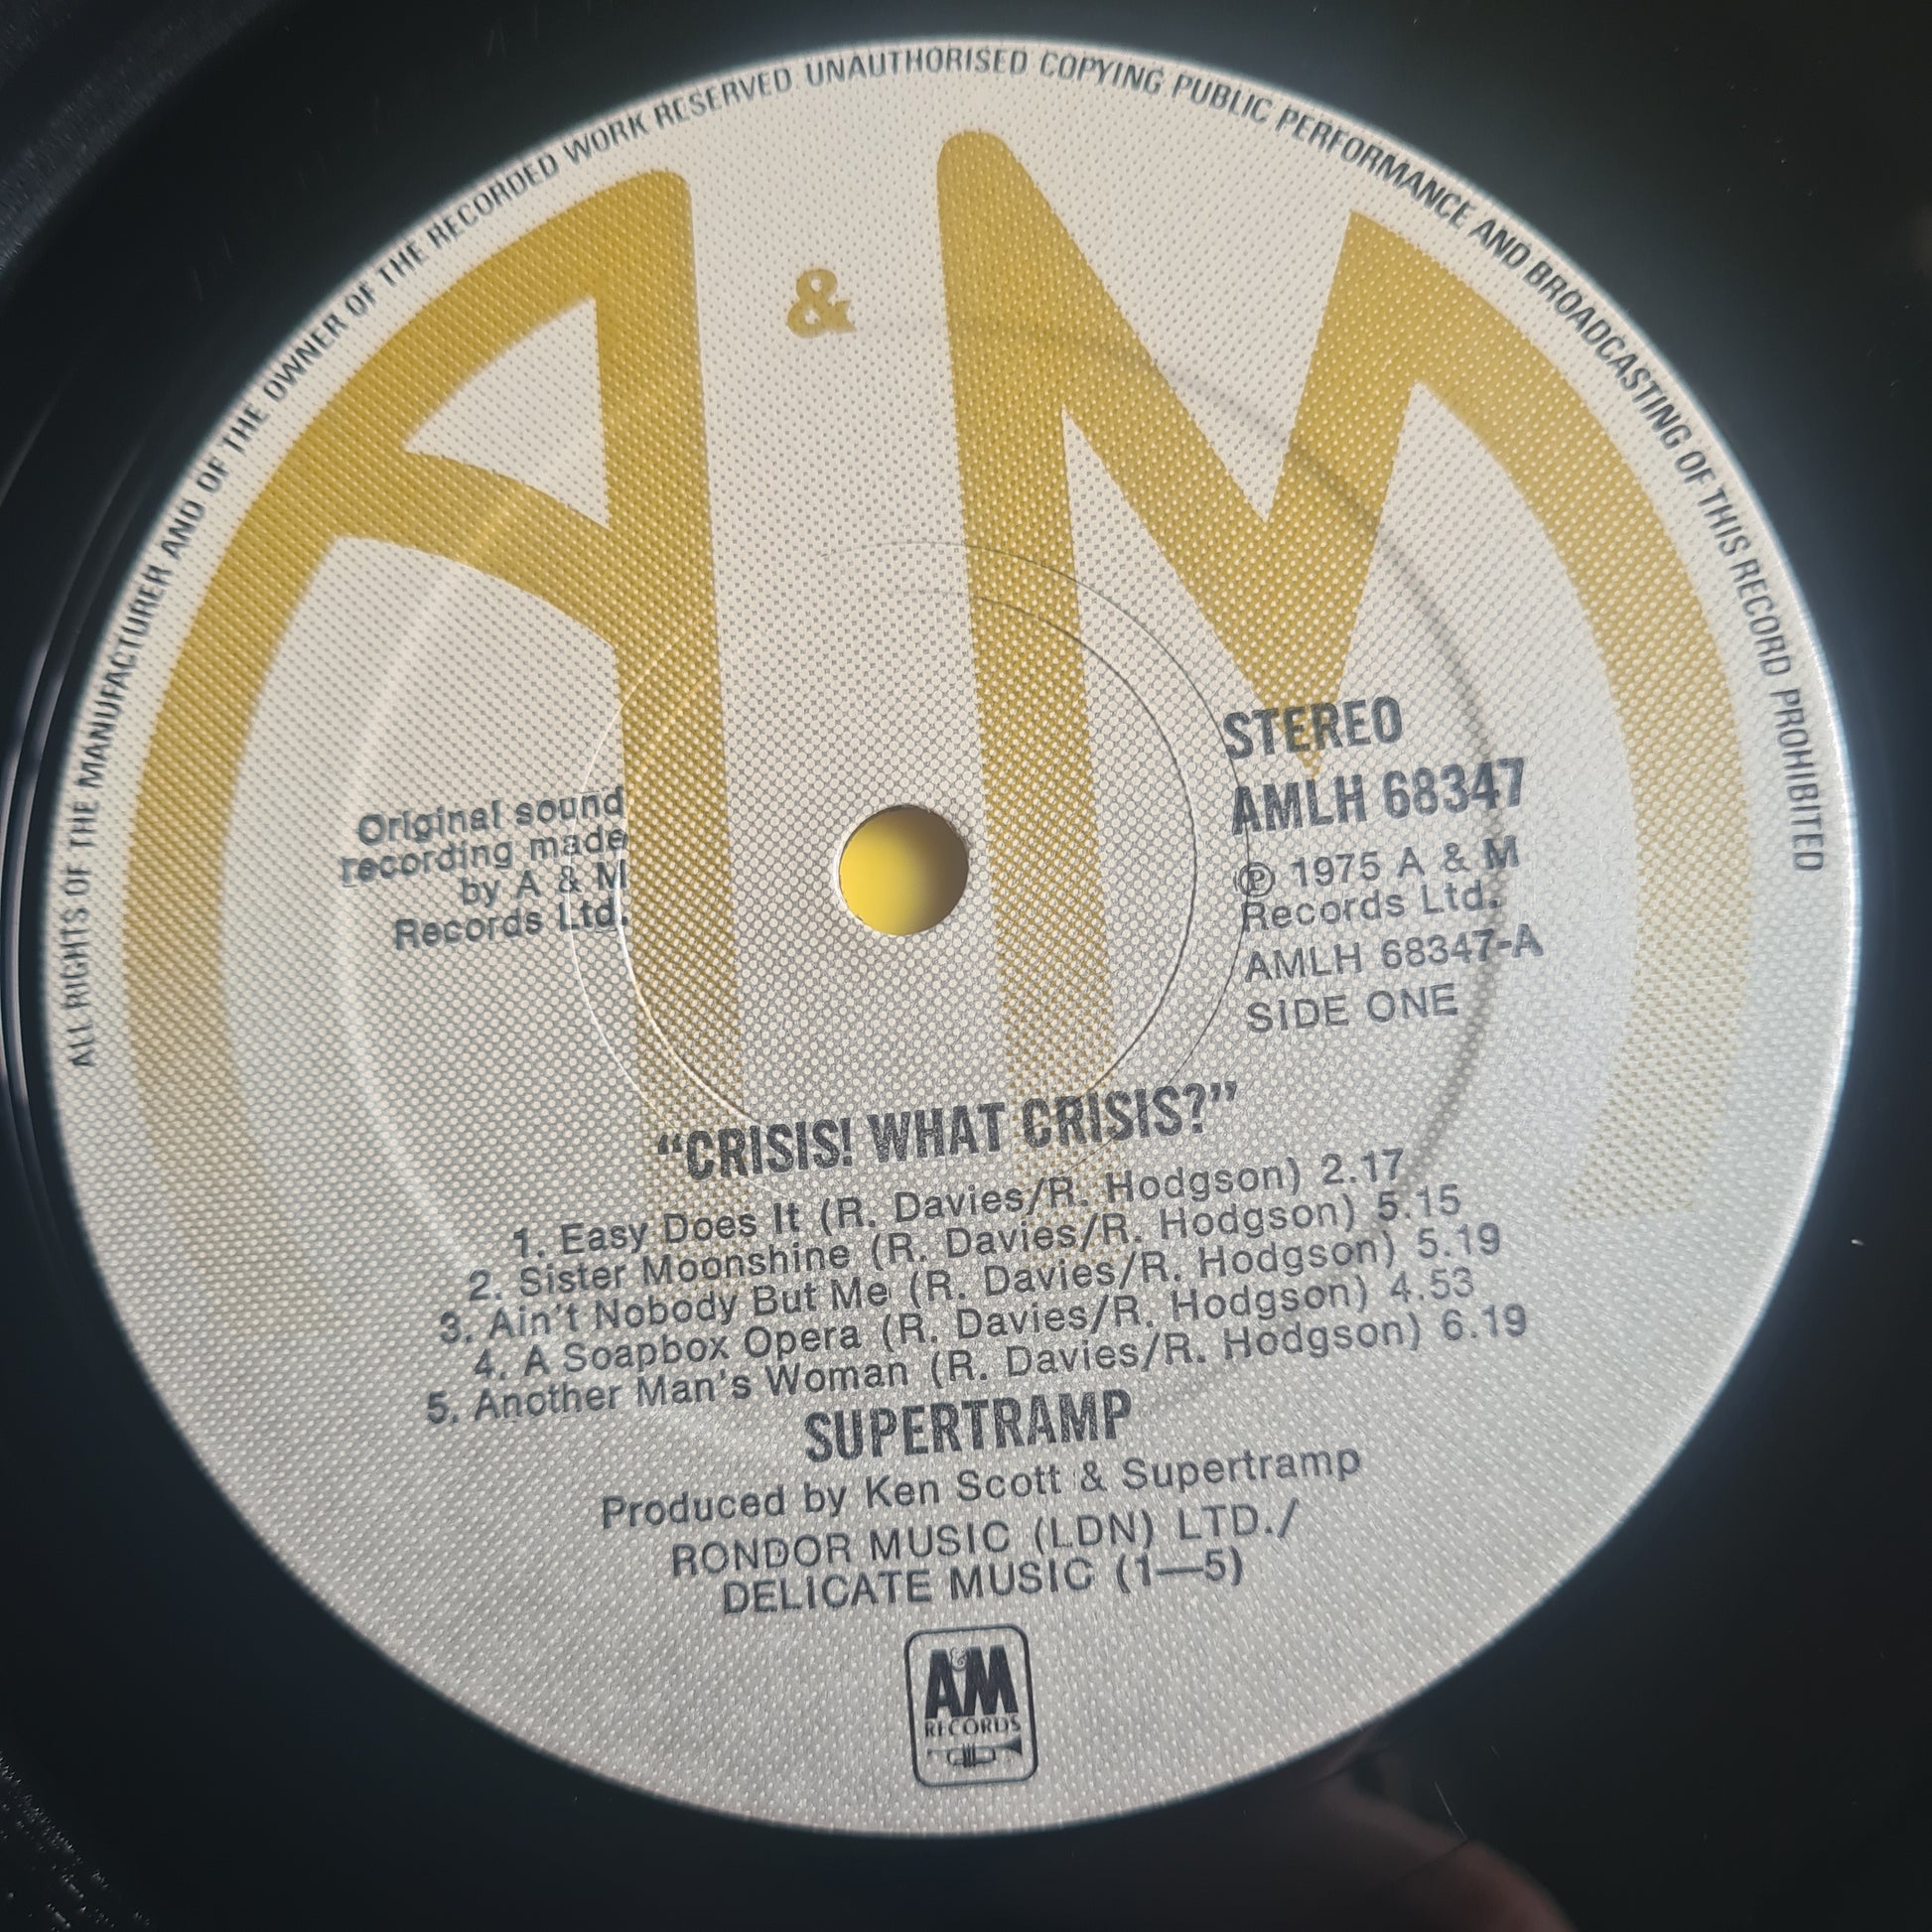 ALL RIGHTS OF THE MANUFACTURER AND OF THE OWNER OF THE RECORDED WORK RESERVED UNAUTHORISED COPYING PUBLIC PERFORMANCE AND BROADCASTING OF THIS RECORD PROHIBITED
A & M
Original sound
recording made
by A & M
Records Ltd.
STEREO
AMLH 68347
℗ 1975 A & M
Records Ltd.
AMLH 68347-A
SIDE ONE
“CRISIS! WHAT CRISIS?”
1. Easy Does It (R. Davies/R. Hodgson) 2.17
2. Sister Moonshine (R. Davies/R. Hodgson) 5.15
3. Ain't Nobody But Me (R. Davies/R. Hodgson) 5.19
4. A Soapbox Opera (R. Davies/R. Hodgson) 4.53
5. Another Man's Woman (R. Davies/R. Hodgson) 6.19
SUPERTRAMP
Produced by Ken Scott & Supertramp
RONDOR MUSIC (LDN) LTD./
DELICATE MUSIC (1—5)
A&M
RECORDS